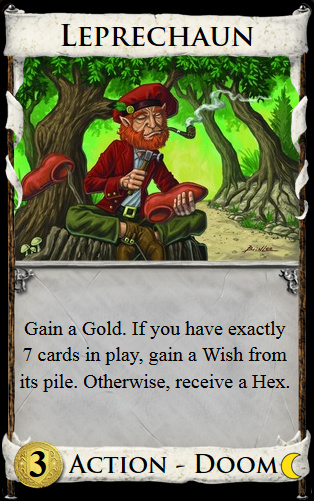 LEPRECHAUN
Gain a Gold. If you have exactly
7 cards in play, gain a Wish from
its pile. Otherwise, receive a Hex.
3 ACTION - DOOM